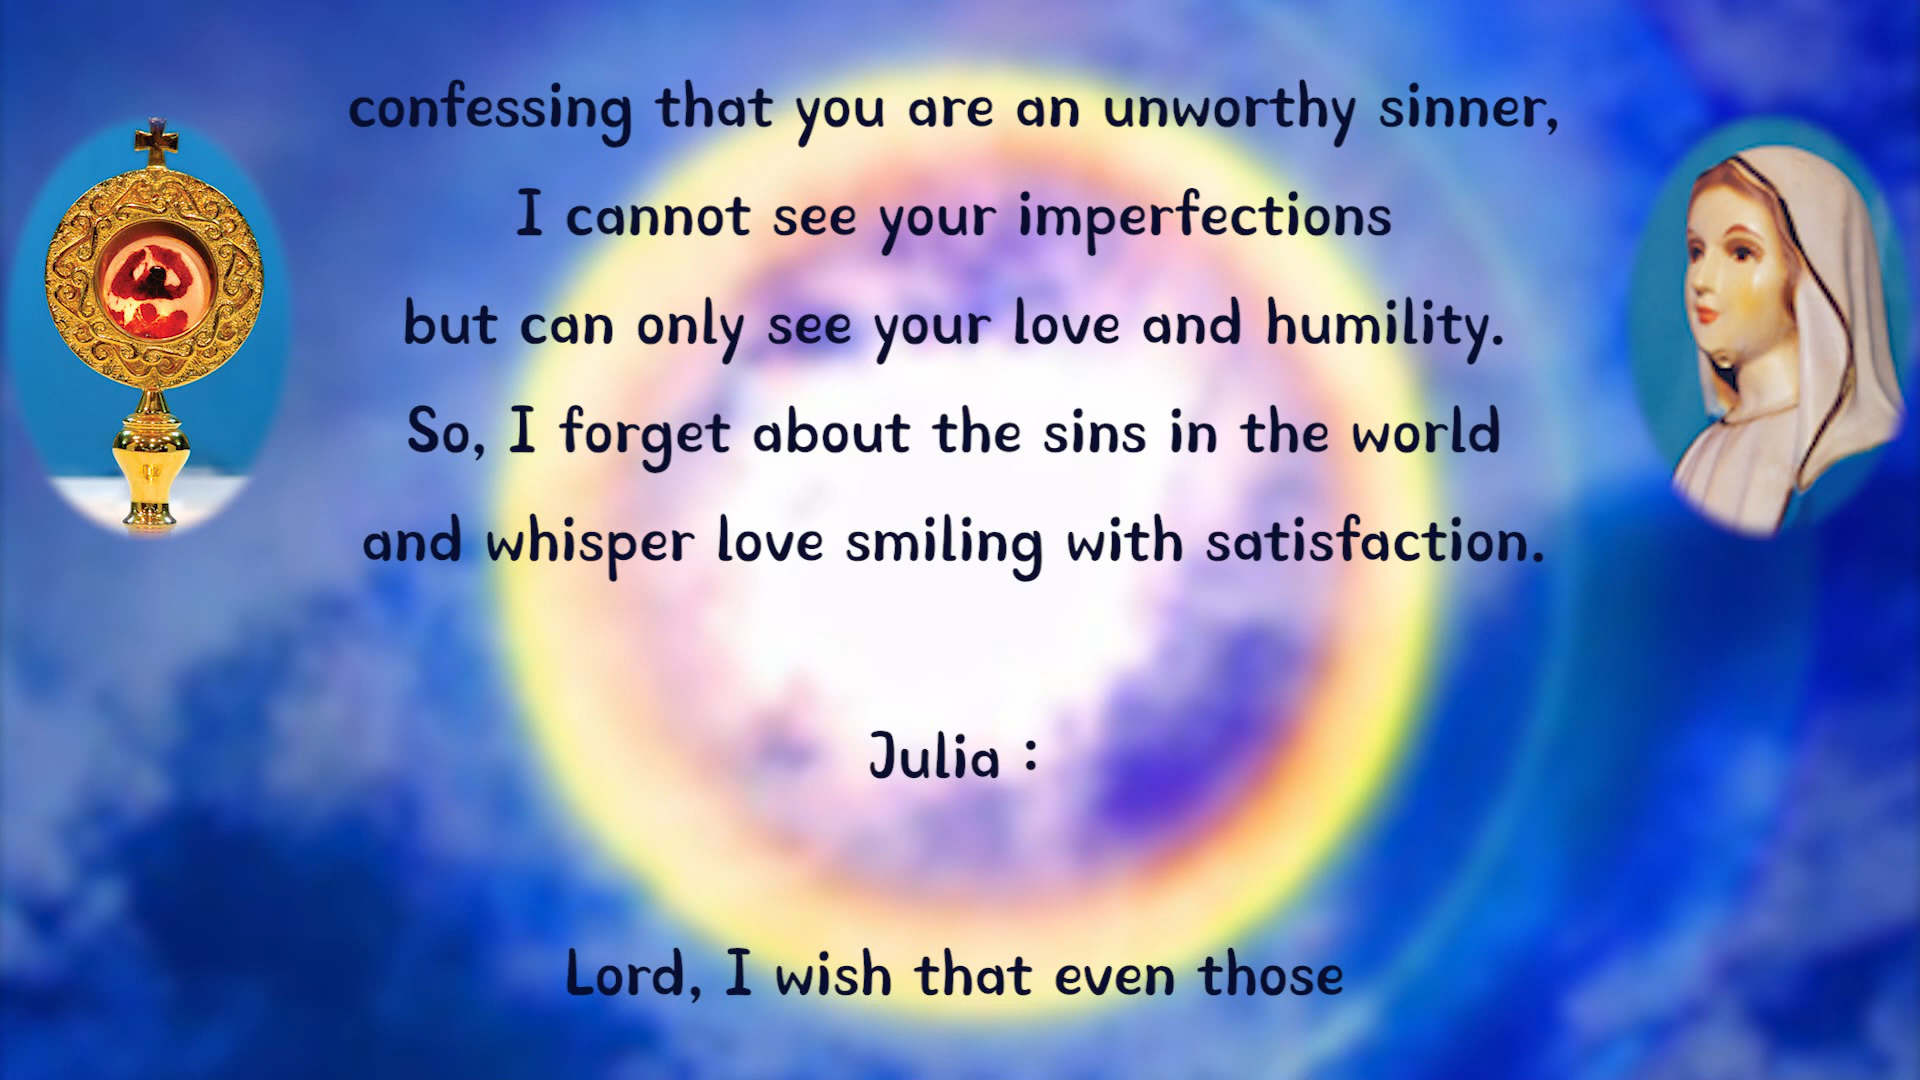 confessing that you are an unworthy sinner,
I cannot see your imperfections
but can only see your love and humility.
So, I forget about the sins in the world
and whisper love smiling with satisfaction.
Julia :
Lord, I wish that even those